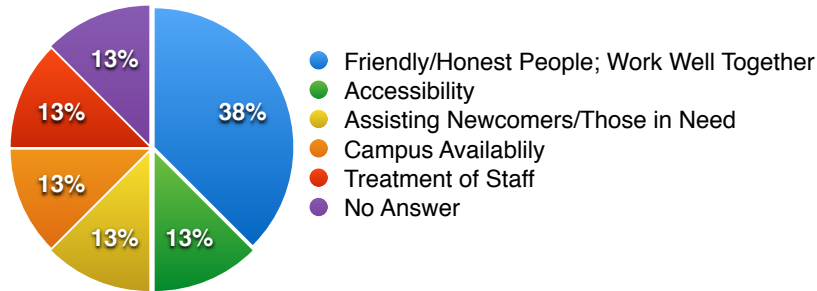 13%
38%
13%
13%
13%
13%
Friendly/Honest People; Work Well Together
Accessibility
Assisting Newcomers/Those in Need
Campus Availablily
Treatment of Staff
No Answer